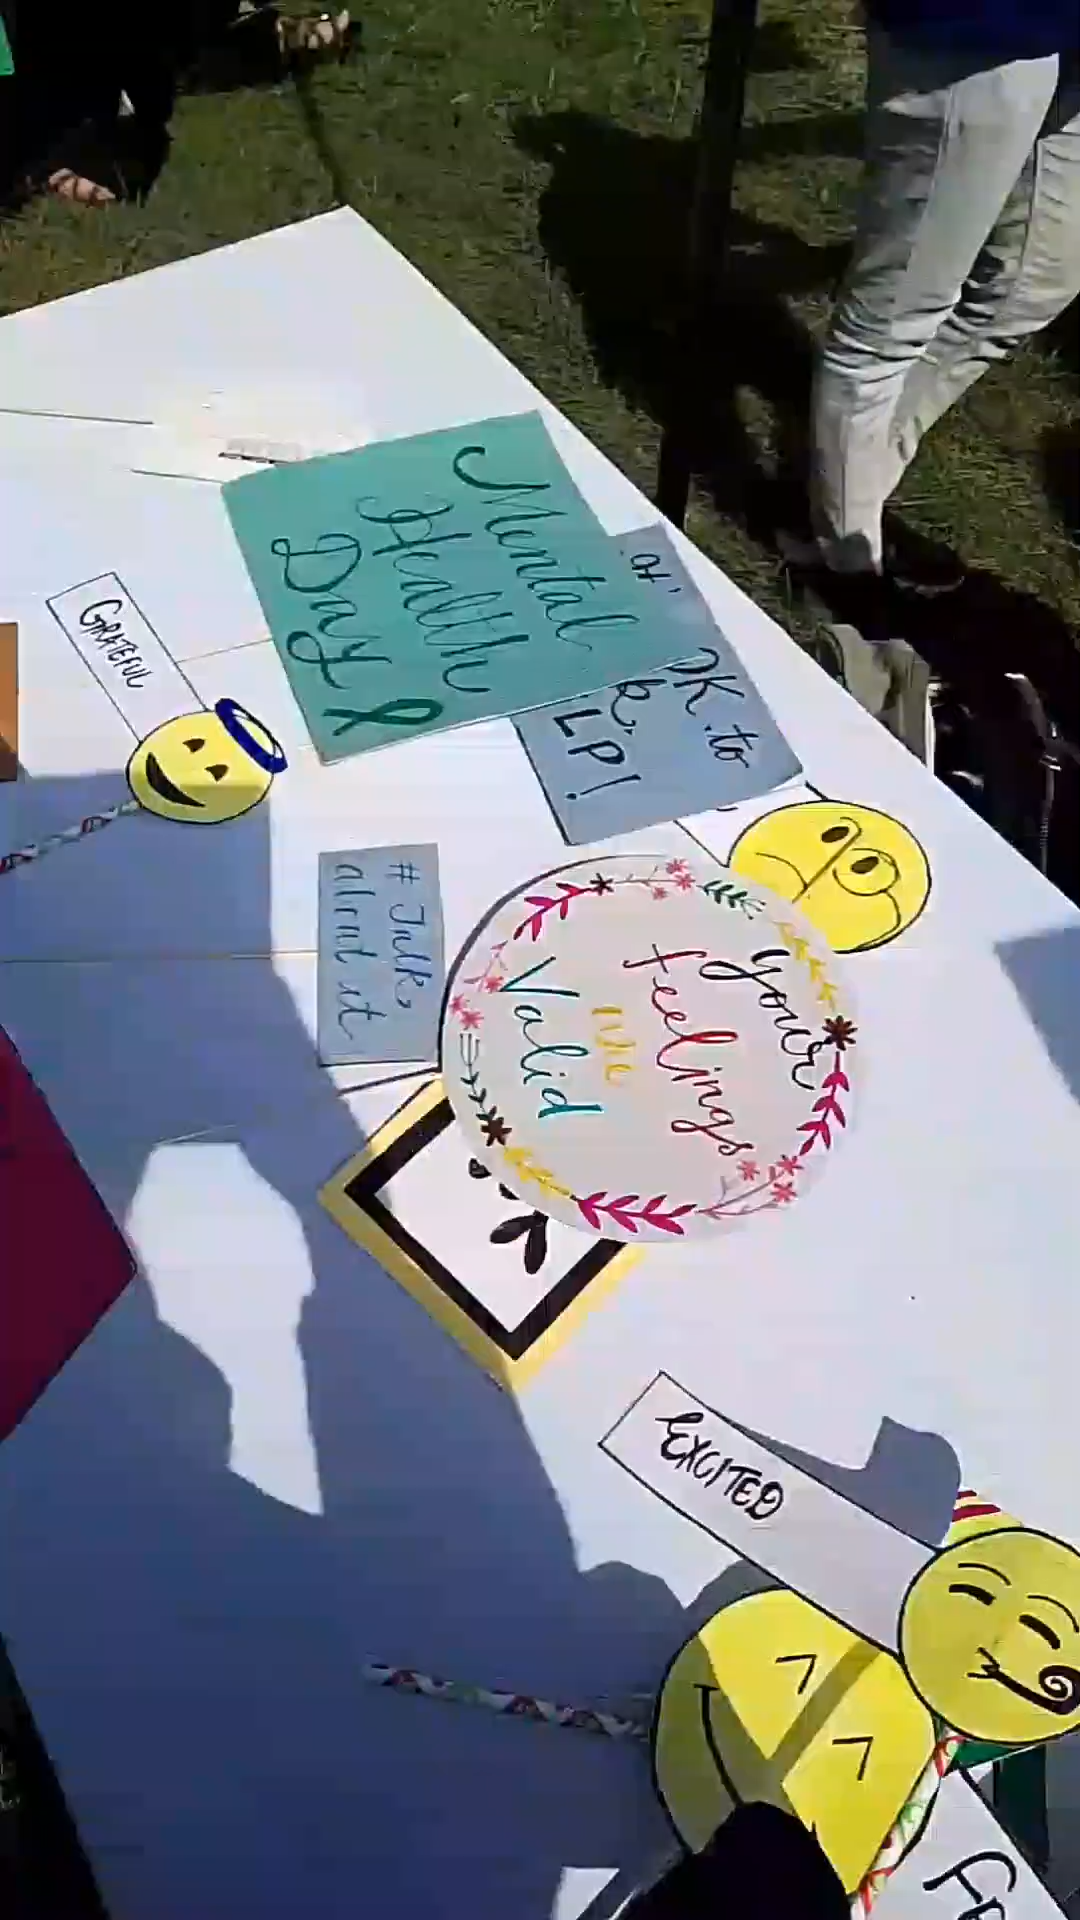 Mental
Health
Day
GRATEFUL
OK to
LP!
# Talk
about it
your
feelings
are
Valid
EXCITED